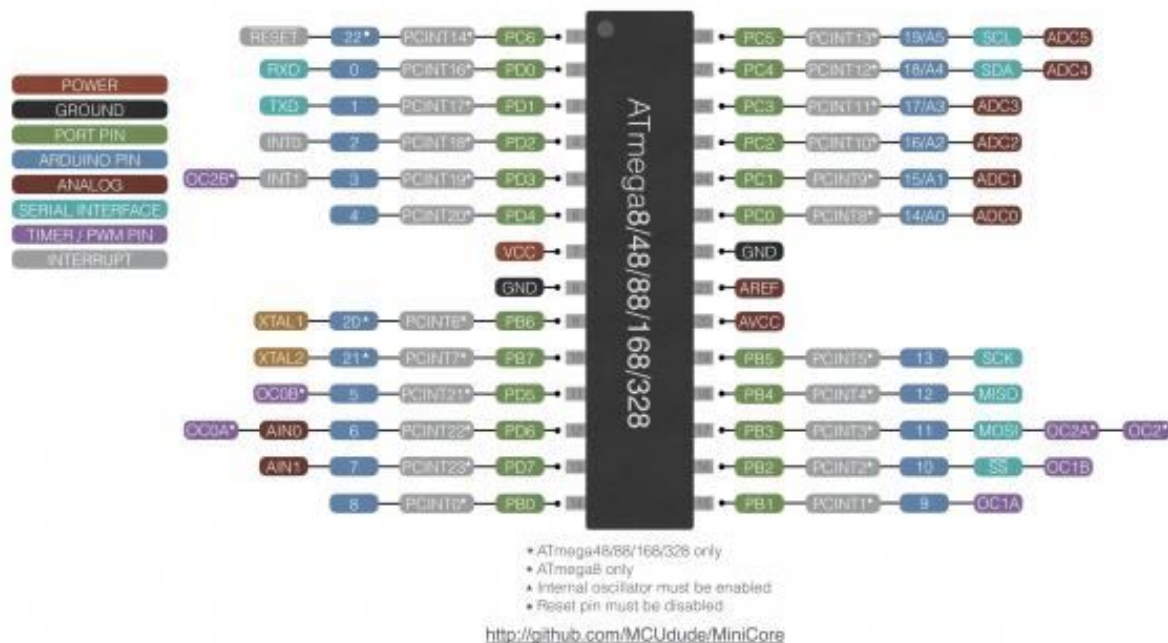 RESET 22* PCINT14* PC6 PC5 PCINT13* 19/A5 SCL ADC5
RXD 0 PCINT16* PD0 PC4 PCINT12* 18/A4 SDA ADC4
POWER
TXD 1 PCINT17* PD1 PC3 PCINT11* 17/A3 ADC3
GROUND
PORT PIN
INT0 2 PCINT18* PD2 PC2 PCINT10* 16/A2 ADC2
ARDUINO PIN
OC2B* INT1 3 PCINT19* PD3 PC1 PCINT9* 15/A1 ADC1
ANALOG
4 PCINT20* PD4 PC0 PCINT8* 14/A0 ADC0
SERIAL INTERFACE
TIMER / PWM PIN
VCC GND
INTERRUPT
GND AREF
XTAL1 20* PCINT6* PB6 AVCC
XTAL2 21* PCINT7* PB7 PB5 PCINT5* 13 SCK
OC0B* 5 PCINT21* PD5 PB4 PCINT4* 12 MISO
OC0A* AIN0 6 PCINT22* PD6 PB3 PCINT3* 11 MOSI OC2A* OC2*
AIN1 7 PCINT23* PD7 PB2 PCINT2* 10 SS OC1B
8 PCINT0* PB0 PB1 PCINT1* 9 OC1A
ATmega8/48/88/168/328
* ATmega48/88/168/328 only
* ATmega8 only
* Internal oscillator must be enabled
* Reset pin must be disabled
http://github.com/MCUdude/MiniCore